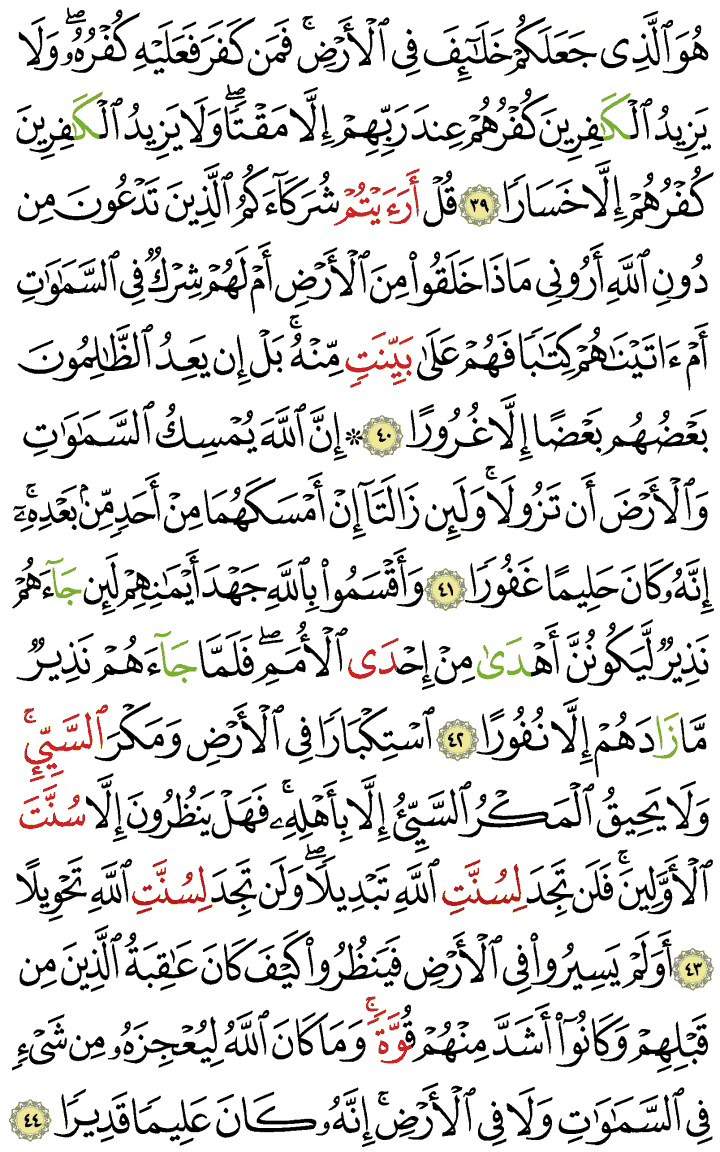 هُوَ ٱلَّذِى جَعَلَكُمْ خَلَـٰٓئِفَ فِى ٱلْأَرْضِ ۚ فَمَن كَفَرَ فَعَلَيْهِ كُفْرُهُۥ ۖ وَلَا
يَزِيدُ ٱلْكَـٰفِرِينَ كُفْرُهُمْ عِندَ رَبِّهِمْ إِلَّا مَقْتًا ۖ وَلَا يَزِيدُ ٱلْكَـٰفِرِينَ
كُفْرُهُمْ إِلَّا خَسَارًا ٣٩ قُلْ أَرَءَيْتُمْ شُرَكَآءَكُمُ ٱلَّذِينَ تَدْعُونَ مِن
دُونِ ٱللَّهِ أَرُونِى مَاذَا خَلَقُوا۟ مِنَ ٱلْأَرْضِ أَمْ لَهُمْ شِرْكٌ فِى ٱلسَّمَـٰوَٰتِ
أَمْ ءَاتَيْنَـٰهُمْ كِتَـٰبًا فَهُمْ عَلَىٰ بَيِّنَتٍ مِّنْهُ ۚ بَلْ إِن يَعِدُ ٱلظَّـٰلِمُونَ
بَعْضُهُم بَعْضًا إِلَّا غُرُورًا ٤٠ ۞ إِنَّ ٱللَّهَ يُمْسِكُ ٱلسَّمَـٰوَٰتِ
وَٱلْأَرْضَ أَن تَزُولَا ۚ وَلَئِن زَالَتَآ إِنْ أَمْسَكَهُمَا مِنْ أَحَدٍ مِّنۢ بَعْدِهِۦٓ ۚ
إِنَّهُۥ كَانَ حَلِيمًا غَفُورًا ٤١ وَأَقْسَمُوا۟ بِٱللَّهِ جَهْدَ أَيْمَـٰنِهِمْ لَئِن جَآءَهُمْ
نَذِيرٌ لَّيَكُونُنَّ أَهْدَىٰ مِنْ إِحْدَى ٱلْأُمَمِ ۖ فَلَمَّا جَآءَهُمْ نَذِيرٌ
مَّا زَادَهُمْ إِلَّا نُفُورًا ٤٢ ٱسْتِكْبَارًا فِى ٱلْأَرْضِ وَمَكْرَ ٱلسَّيِّئِ ۚ
وَلَا يَحِيقُ ٱلْمَكْرُ ٱلسَّيِّئُ إِلَّا بِأَهْلِهِۦ ۚ فَهَلْ يَنظُرُونَ إِلَّا سُنَّتَ
ٱلْأَوَّلِينَ ۚ فَلَن تَجِدَ لِسُنَّتِ ٱللَّهِ تَبْدِيلًا ۖ وَلَن تَجِدَ لِسُنَّتِ ٱللَّهِ تَحْوِيلًا
٤٣ أَوَلَمْ يَسِيرُوا۟ فِى ٱلْأَرْضِ فَيَنظُرُوا۟ كَيْفَ كَانَ عَـٰقِبَةُ ٱلَّذِينَ مِن
قَبْلِهِمْ وَكَانُوٓا۟ أَشَدَّ مِنْهُمْ قُوَّةً ۚ وَمَا كَانَ ٱللَّهُ لِيُعْجِزَهُۥ مِن شَىْءٍ
فِى ٱلسَّمَـٰوَٰتِ وَلَا فِى ٱلْأَرْضِ ۚ إِنَّهُۥ كَانَ عَلِيمًا قَدِيرًا ٤٤